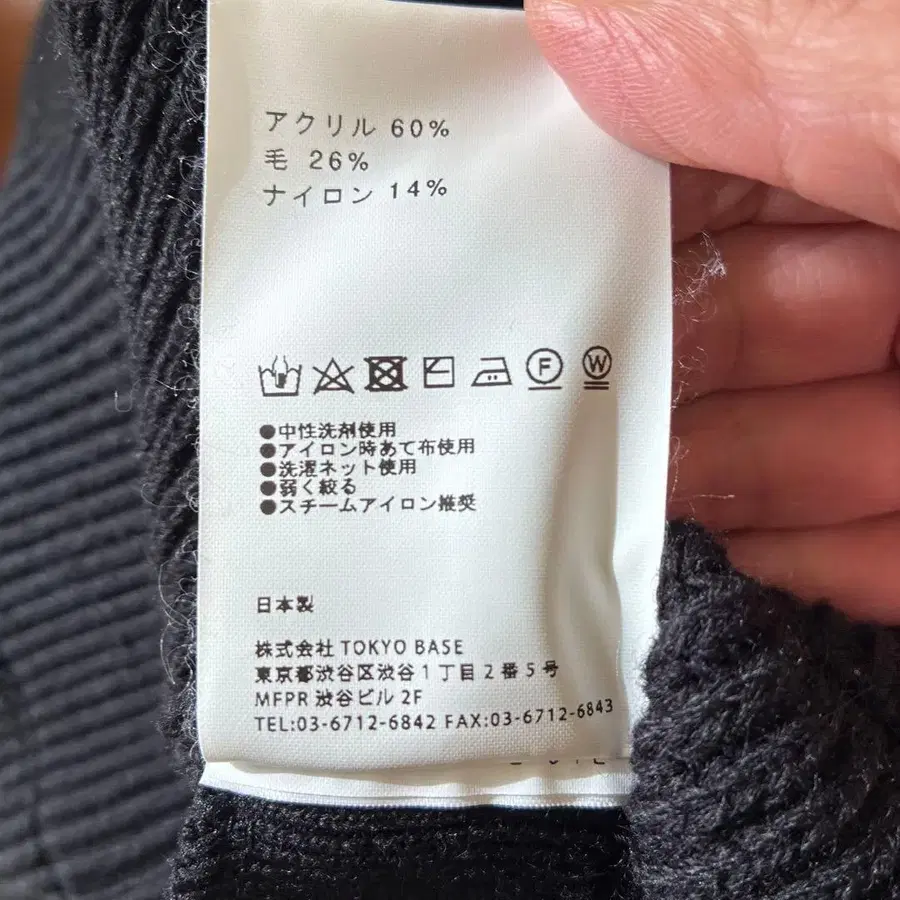 アクリル 60%
毛 26%
ナイロン 14%
F W
●中性洗剤使用
●アイロン時あて布使用
●洗濯ネット使用
●弱く絞る
●スチームアイロン推奨
日本製
株式会社 TOKYO BASE
東京都渋谷区渋谷1丁目2番5号
MFPR 渋谷ビル 2F
TEL:03-6712-6842 FAX:03-6712-6843